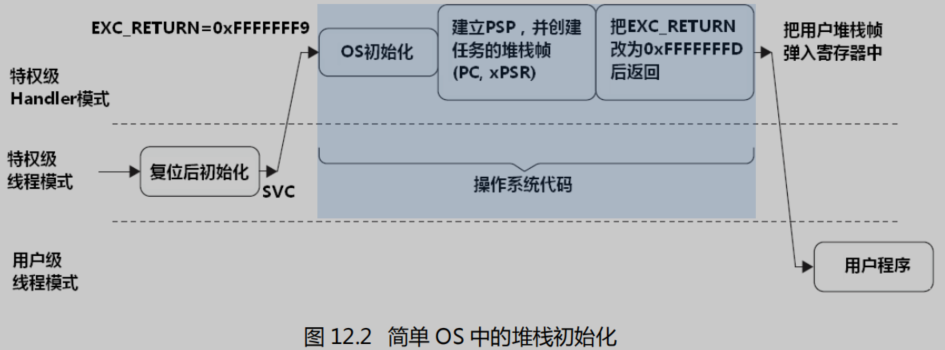 EXC_RETURN=0xFFFFFFF9
OS初始化
建立PSP，并创建
任务的堆栈帧
(PC, xPSR)
把EXC_RETURN
改为0xFFFFFFFD
后返回
把用户堆栈帧
弹入寄存器中
特权级
Handler模式
特权级
线程模式
复位后初始化
SVC
操作系统代码
用户级
线程模式
用户程序
图 12.2 简单 OS 中的堆栈初始化